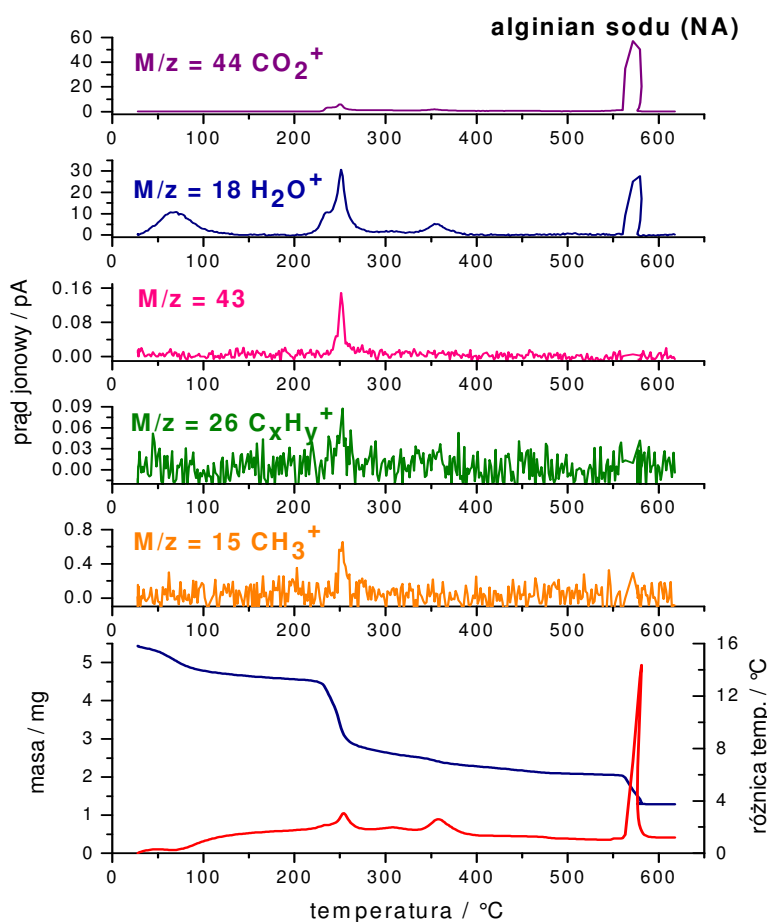 alginian sodu (NA)
M/z = 44 CO2+
60
40
20
0
0 100 200 300 400 500 600
M/z = 18 H2O+
30
20
10
0
0 100 200 300 400 500 600
M/z = 43
0.16
0.08
0.00
0 100 200 300 400 500 600
prąd jonowy / pA
M/z = 26 CxHy+
0.09
0.06
0.03
0.00
0 100 200 300 400 500 600
M/z = 15 CH3+
0.8
0.4
0.0
0 100 200 300 400 500 600
masa / mg
5
4
3
2
1
0
16
12
8
4
0
różnica temp. / °C
0 100 200 300 400 500 600
temperatura / °C